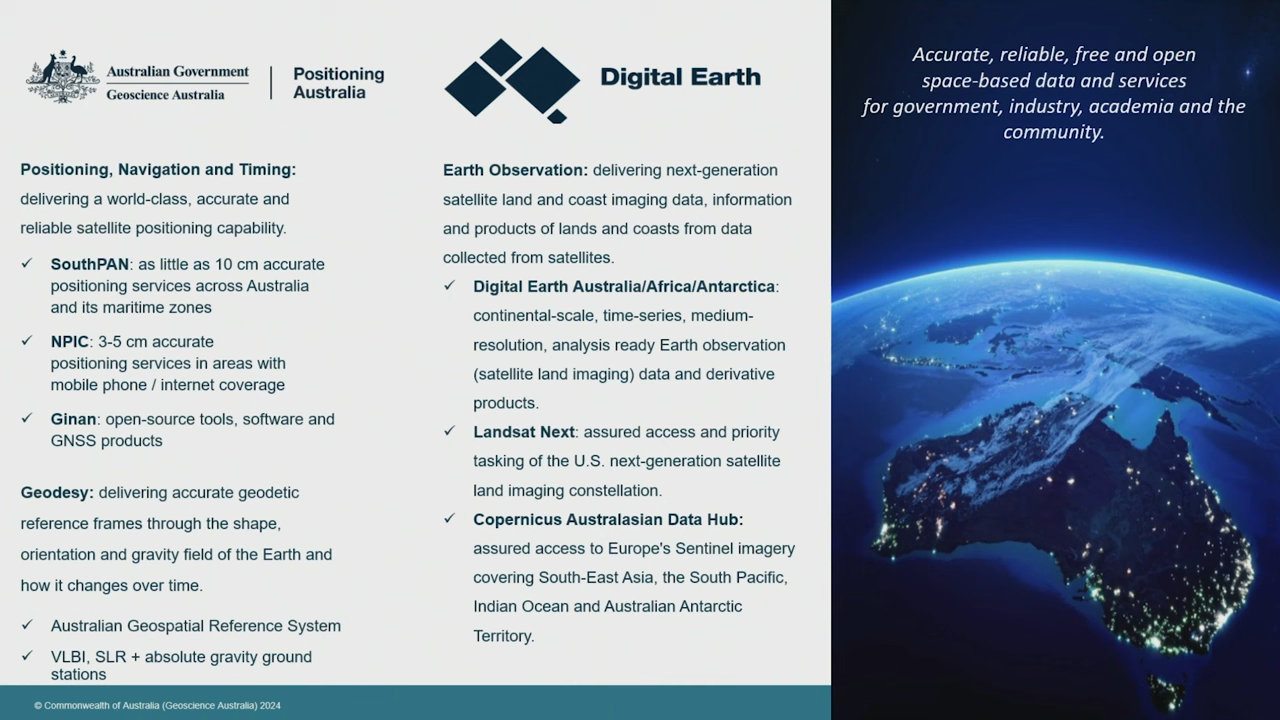 Australian Government
Geoscience Australia
Positioning
Australia
Positioning, Navigation and Timing:
delivering a world-class, accurate and
reliable satellite positioning capability.
✓ SouthPAN: as little as 10 cm accurate
positioning services across Australia
and its maritime zones
✓ NPIC: 3-5 cm accurate
positioning services in areas with
mobile phone / internet coverage
✓ Ginan: open-source tools, software and
GNSS products
Geodesy: delivering accurate geodetic
reference frames through the shape,
orientation and gravity field of the Earth and
how it changes over time.
✓ Australian Geospatial Reference System
✓ VLBI, SLR + absolute gravity ground
stations
Digital Earth
Earth Observation: delivering next-generation
satellite land and coast imaging data, information
and products of lands and coasts from data
collected from satellites.
✓ Digital Earth Australia/Africa/Antarctica:
continental-scale, time-series, medium-
resolution, analysis ready Earth observation
(satellite land imaging) data and derivative
products.
✓ Landsat Next: assured access and priority
tasking of the U.S. next-generation satellite
land imaging constellation.
✓ Copernicus Australasian Data Hub:
assured access to Europe's Sentinel imagery
covering South-East Asia, the South Pacific,
Indian Ocean and Australian Antarctic
Territory.
Accurate, reliable, free and open
space-based data and services
for government, industry, academia and the
community.
© Commonwealth of Australia (Geoscience Australia) 2024